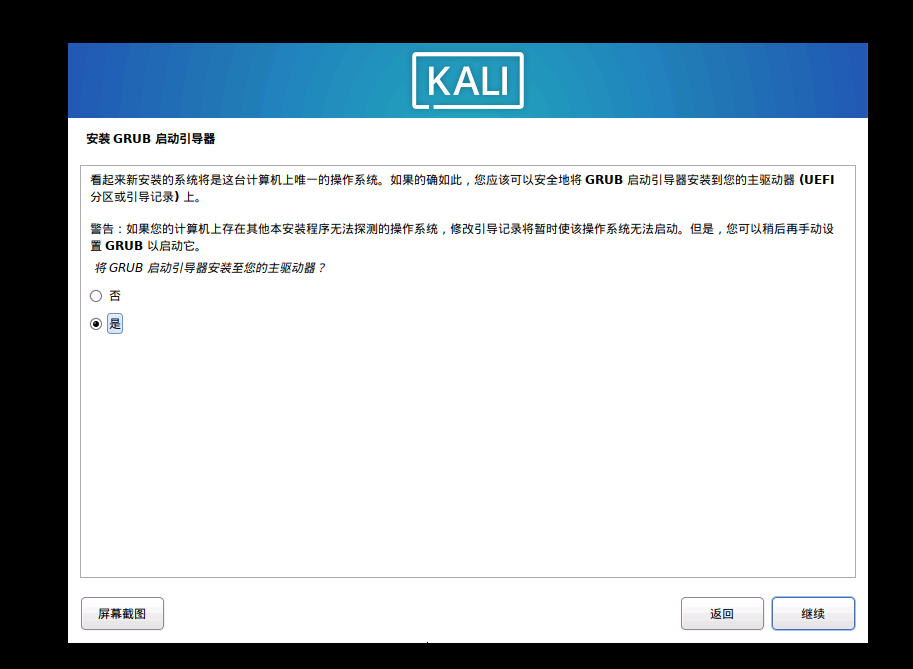 KALI
安装 GRUB 启动引导器
看起来新安装的系统将是这台计算机上唯一的操作系统。如果的确如此，您应该可以安全地将 GRUB 启动引导器安装到您的主驱动器 (UEFI
分区或引导记录) 上。
警告：如果您的计算机上存在其他本安装程序无法探测的操作系统，修改引导记录将暂时使该操作系统无法启动。但是，您可以稍后再手动设
置 GRUB 以启动它。
将 GRUB 启动引导器安装至您的主驱动器？
否
是
屏幕截图
返回
继续